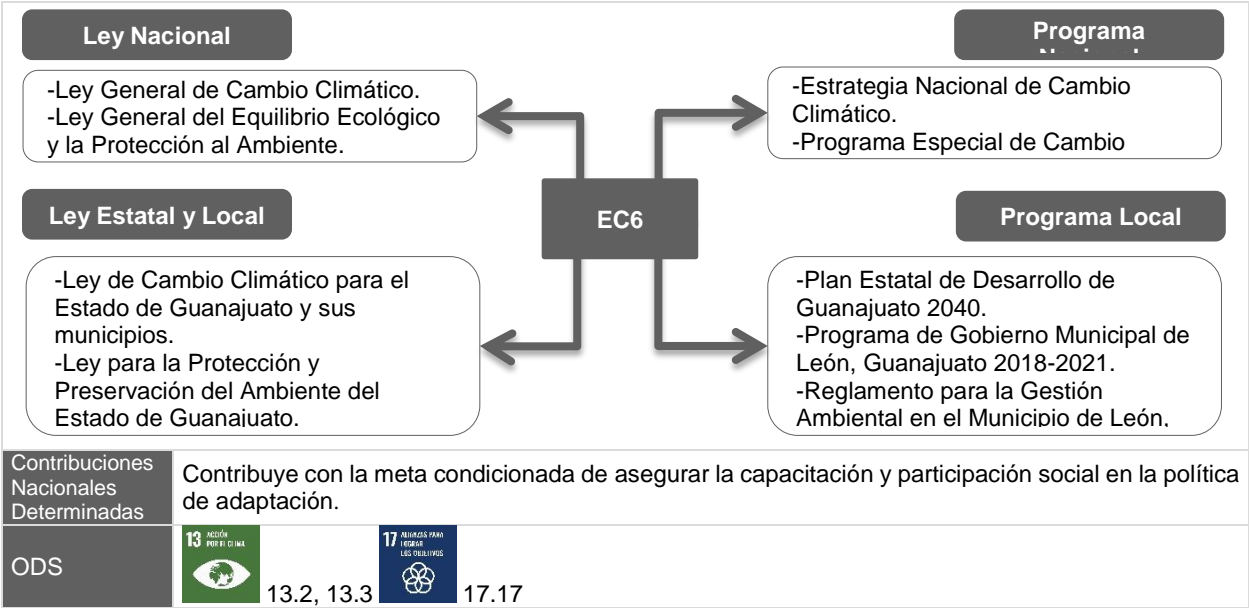 Ley Nacional
-Ley General de Cambio Climático.
-Ley General del Equilibrio Ecológico
y la Protección al Ambiente.
Programa
-Estrategia Nacional de Cambio
Climático.
-Programa Especial de Cambio
Ley Estatal y Local
EC6
Programa Local
-Ley de Cambio Climático para el
Estado de Guanajuato y sus
municipios.
-Ley para la Protección y
Preservación del Ambiente del
Estado de Guanajuato.
-Plan Estatal de Desarrollo de
Guanajuato 2040.
-Programa de Gobierno Municipal de
León, Guanajuato 2018-2021.
-Reglamento para la Gestión
Ambiental en el Municipio de León,
Contribuciones
Nacionales
Determinadas
Contribuye con la meta condicionada de asegurar la capacitación y participación social en la política
de adaptación.
ODS
13 ACCIÓN
POR EL CLIMA
13.2, 13.3
17 ALIANZAS PARA
LOGRAR
LOS OBJETIVOS
17.17